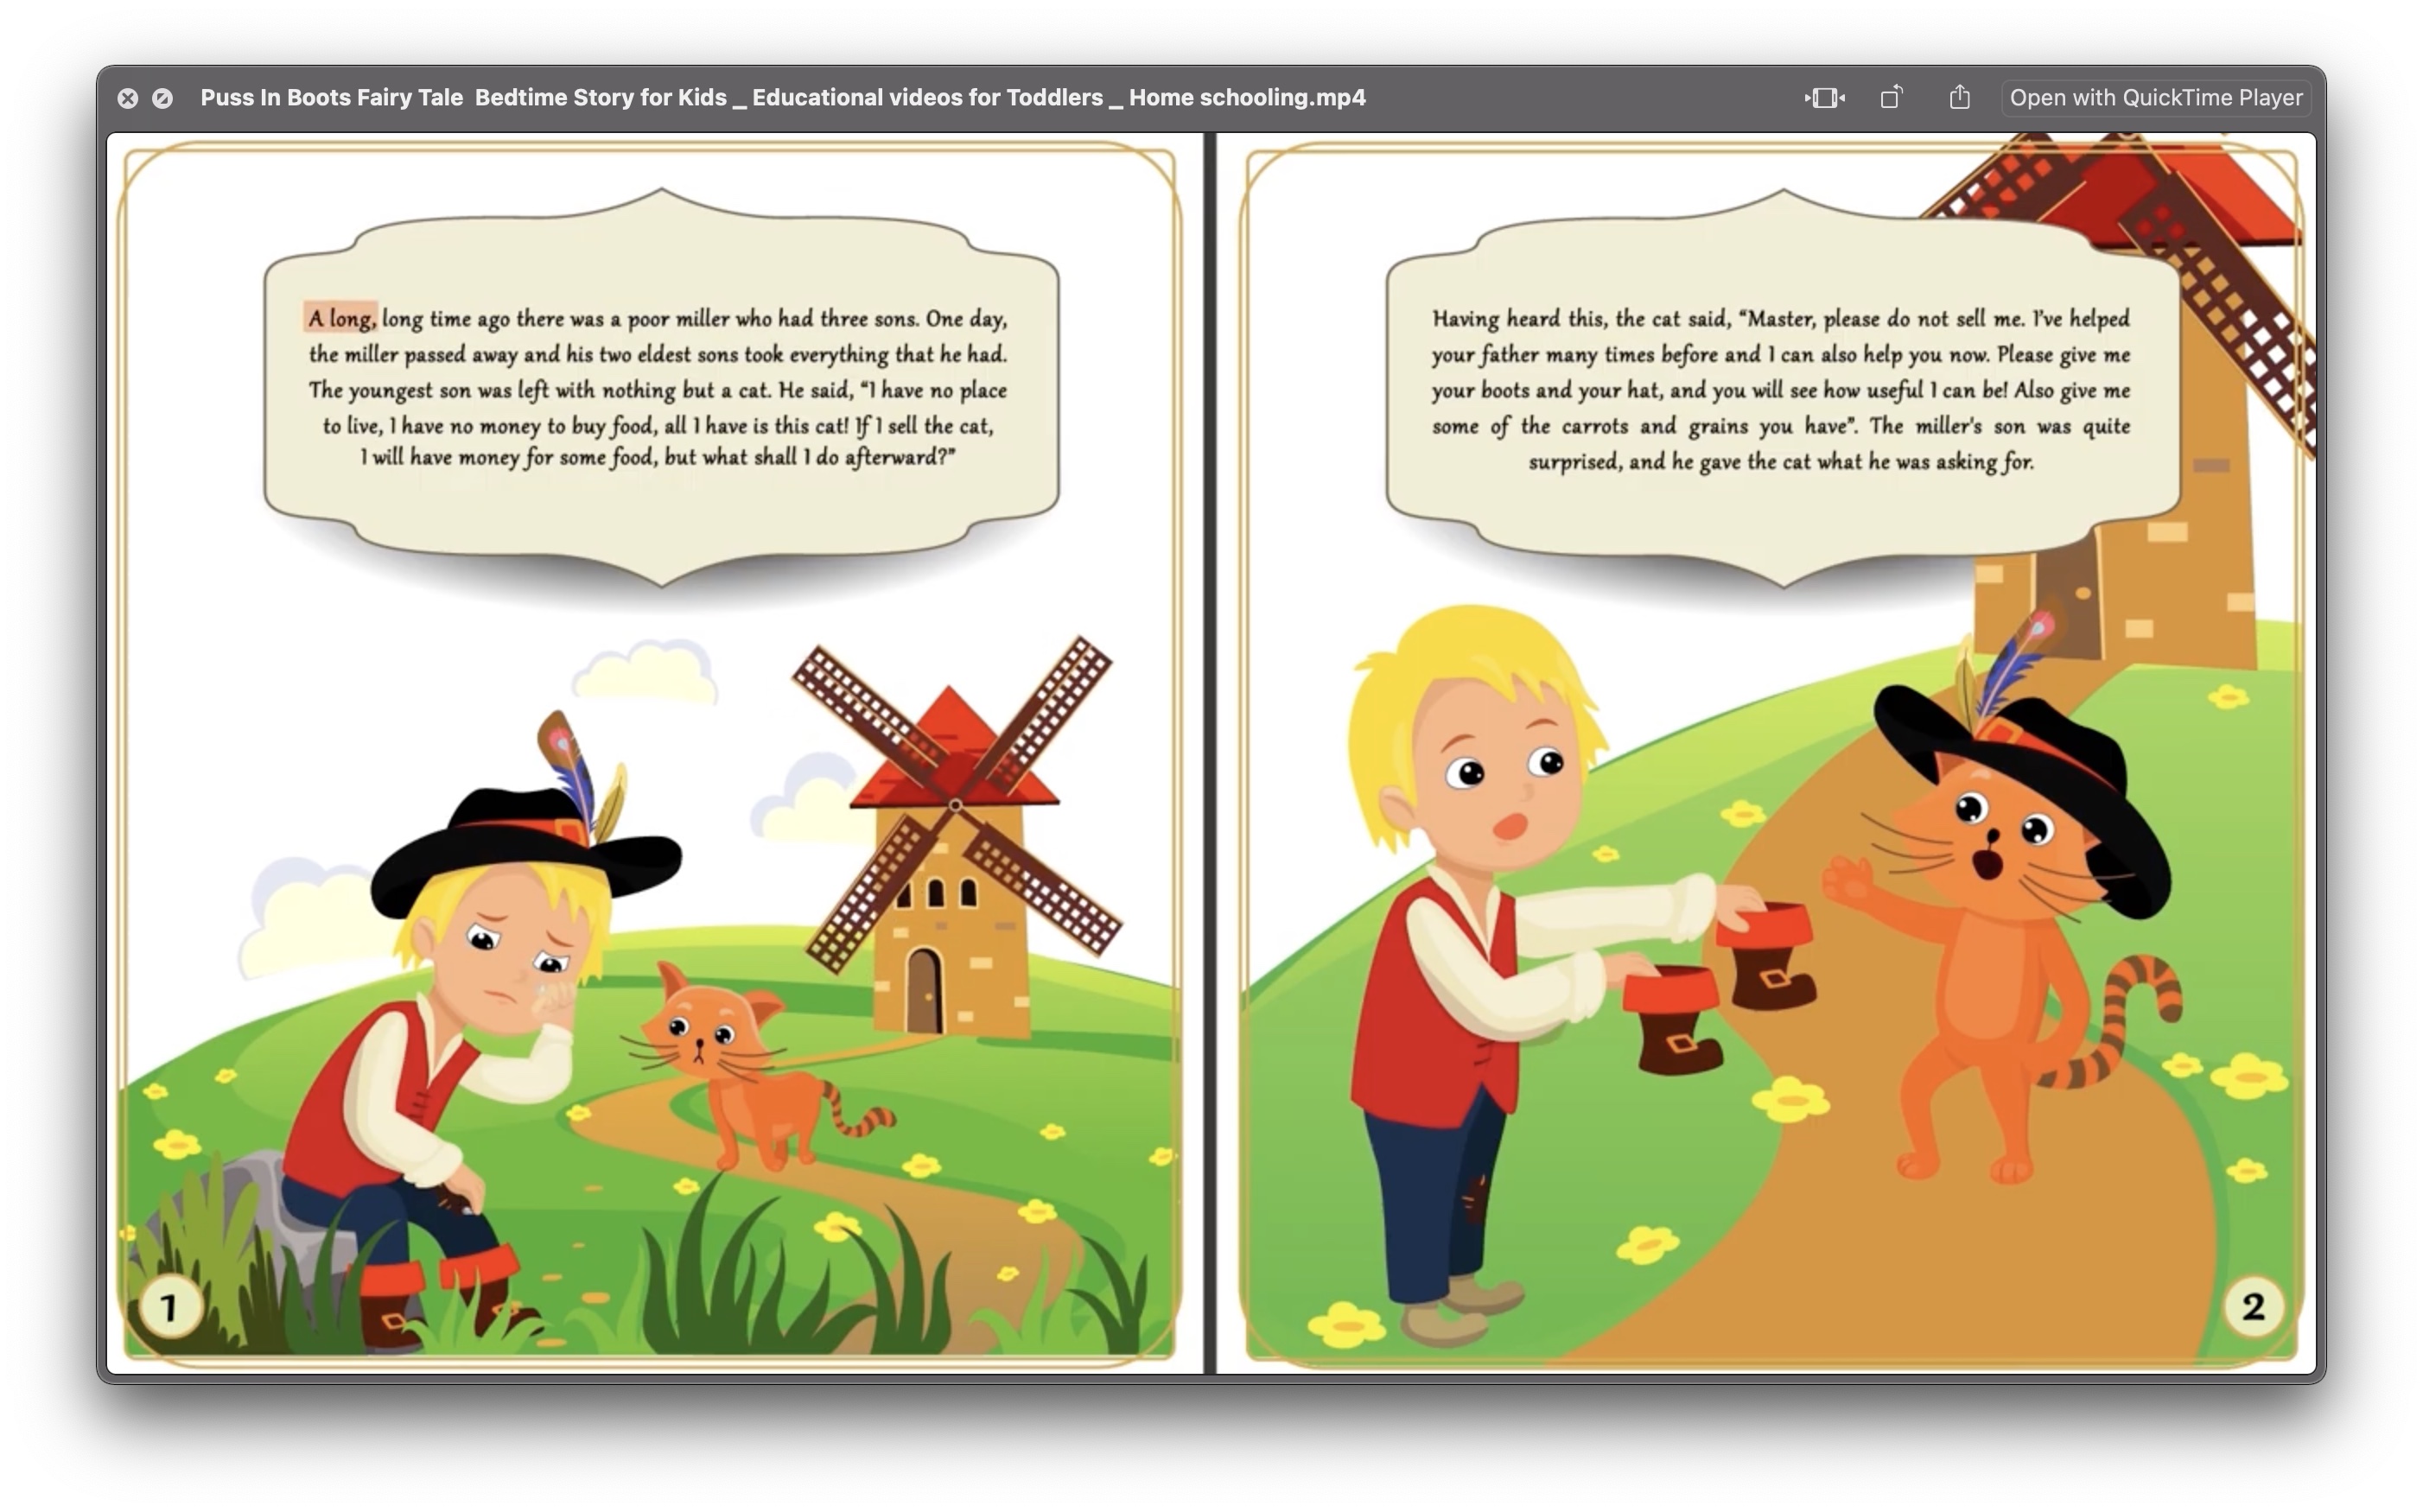 Puss In Boots Fairy Tale  Bedtime Story for Kids _ Educational videos for Toddlers _ Home schooling.mp4
Open with QuickTime Player
A long, long time ago there was a poor miller who had three sons. One day,
the miller passed away and his two eldest sons took everything that he had.
The youngest son was left with nothing but a cat. He said, “I have no place
to live, I have no money to buy food, all I have is this cat! If I sell the cat,
I will have money for some food, but what shall I do afterward?”
1
Having heard this, the cat said, “Master, please do not sell me. I’ve helped
your father many times before and I can also help you now. Please give me
your boots and your hat, and you will see how useful I can be! Also give me
some of the carrots and grains you have”. The miller's son was quite
surprised, and he gave the cat what he was asking for.
2